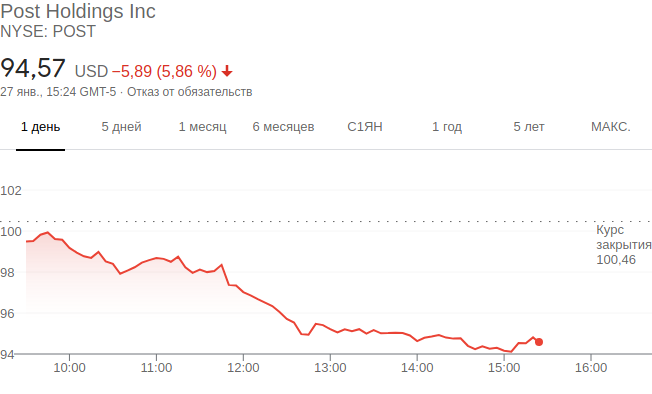 Post Holdings Inc
NYSE: POST
94,57 USD −5,89 (5,86 %)
27 янв., 15:24 GMT-5 · Отказ от обязательств
1 день 5 дней 1 месяц 6 месяцев С1ЯН 1 год 5 лет МАКС.
102
100
98
96
94
Курс
закрытия
100,46
10:00 11:00 12:00 13:00 14:00 15:00 16:00